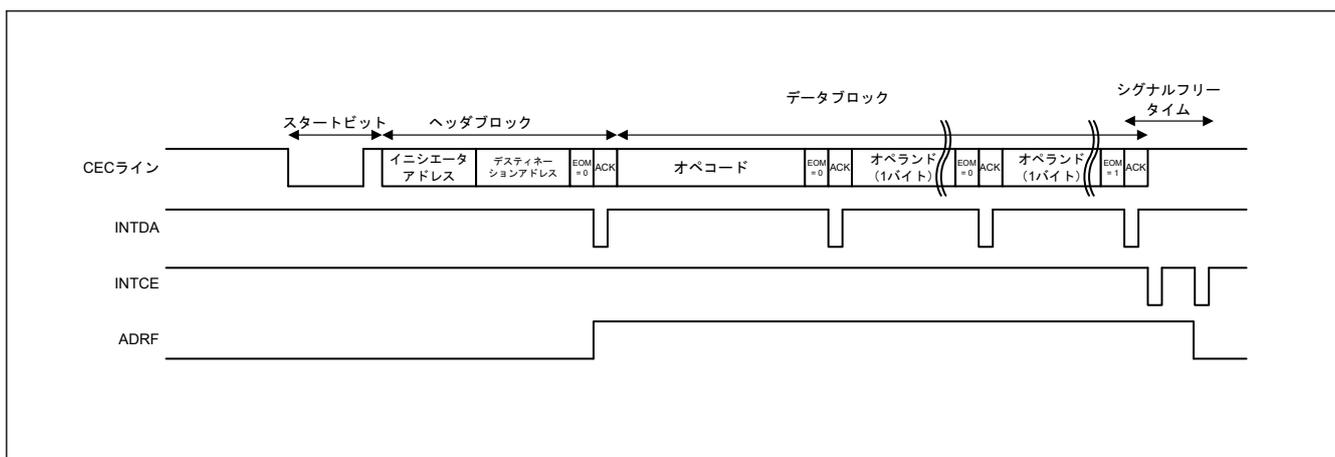 シグナルフリー
タイム
データブロック
スタートビット
ヘッダブロック
CECライン
イニシエータ
アドレス
デスティネー
ションアドレス
EOM
= 0
ACK
オペコード
EOM
= 0
ACK
オペランド
(1バイト)
EOM
= 0
ACK
オペランド
(1バイト)
EOM
= 1
ACK
INTDA
INTCE
ADRF